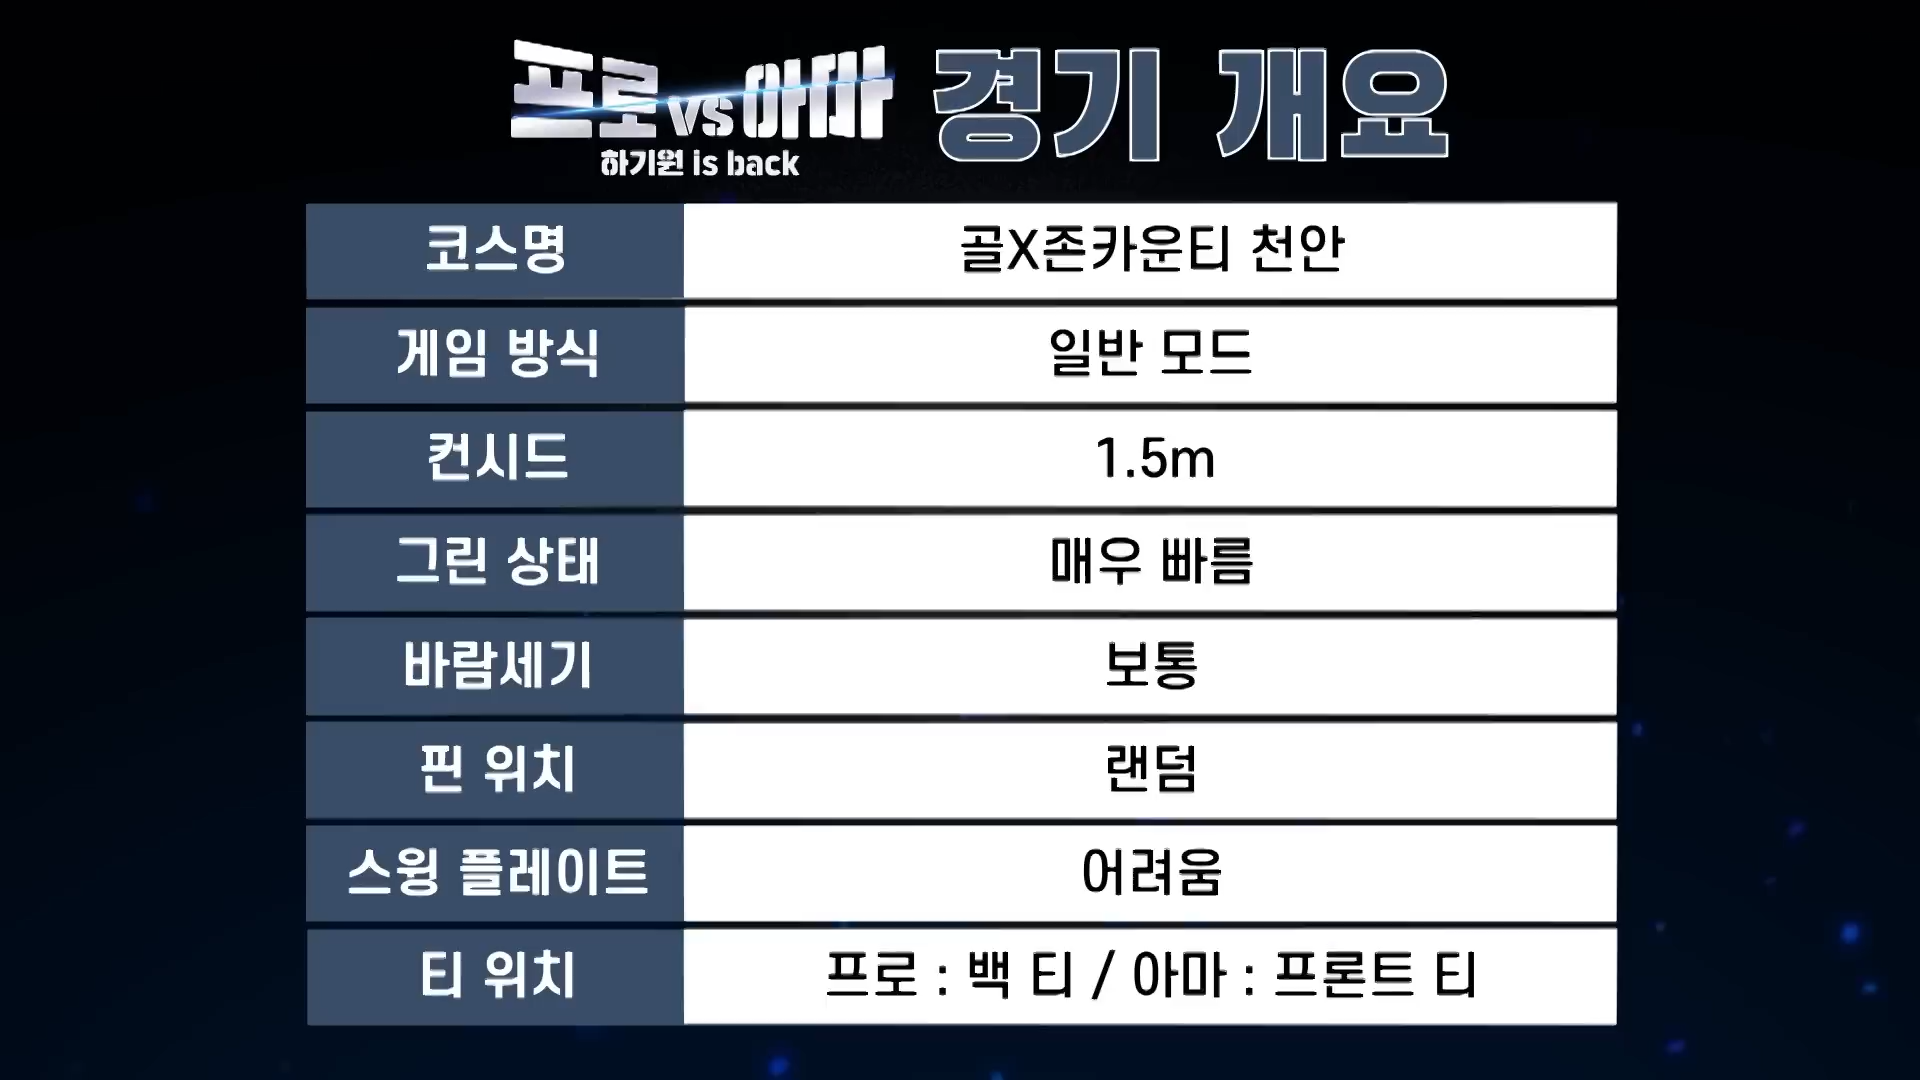 프로 vs 아마 경기 개요
하기원 is back
코스명 골X존카운티 천안
게임 방식 일반 모드
컨시드 1.5m
그린 상태 매우 빠름
바람세기 보통
핀 위치 랜덤
스윙 플레이트 어려움
티 위치 프로 : 백 티 / 아마 : 프론트 티